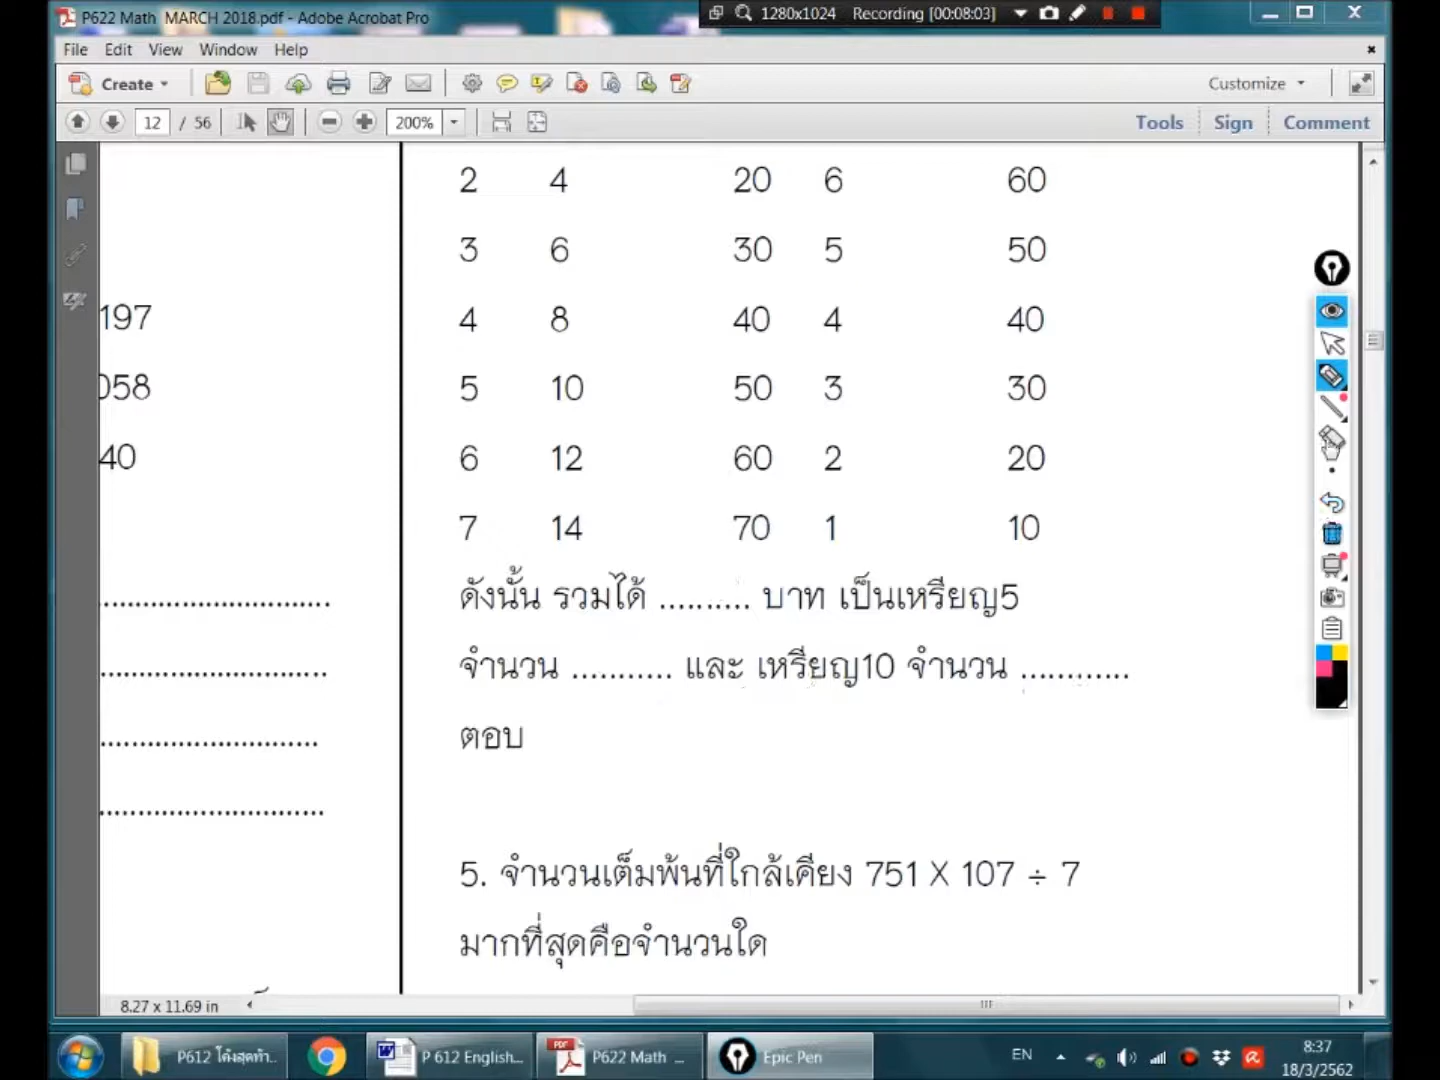 P622 Math MARCH 2018.pdf - Adobe Acrobat Pro
1280x1024 Recording [00:08:03]
File Edit View Window Help
Create Customize
12 / 56 200% Tools Sign Comment
2 4 20 6 60
3 6 30 5 50
197 4 8 40 4 40
058 5 10 50 3 30
40 6 12 60 2 20
7 14 70 1 10
ดังนั้น รวมได้ .......... บาท เป็นเหรียญ5
จำนวน ........... และ เหรียญ10 จำนวน ............
ตอบ
5. จำนวนเต็มพ้นที่ใกล้เคียง 751 X 107 ÷ 7
มากที่สุดคือจำนวนใด
8.27 x 11.69 in
P612 โค้งสุดท้า... P 612 English... P622 Math ... Epic Pen EN 8:37
18/3/2562